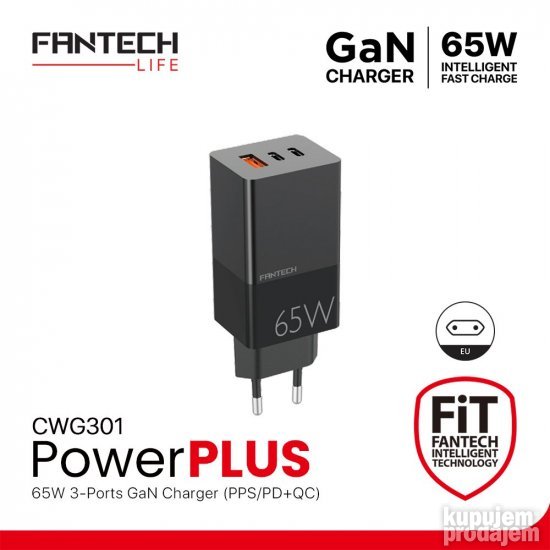 FANTECH
LIFE
GaN
CHARGER
65W
INTELLIGENT
FAST CHARGE
FANTECH
65W
EU
FiT
FANTECH
INTELLIGENT
TECHNOLOGY
CWG301
PowerPLUS
65W 3-Ports GaN Charger (PPS/PD+QC)
kupujem
prodajem